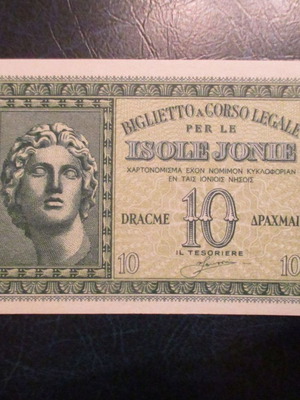 BIGLIETTO A CORSO LEGALE
PER LE
ISOLE JONIE
ΧΑΡΤΟΝΟΜΙΣΜΑ ΕΧΟΝ ΝΟΜΙΜΟΝ ΚΥΚΛΟΦΟΡΙΑΝ
ΕΝ ΤΑΙΣ ΙΟΝΙΟΙΣ ΝΗΣΟΙΣ
DRACME 10 ΔΡΑΧΜΑΙ
IL TESORIERE
10 10